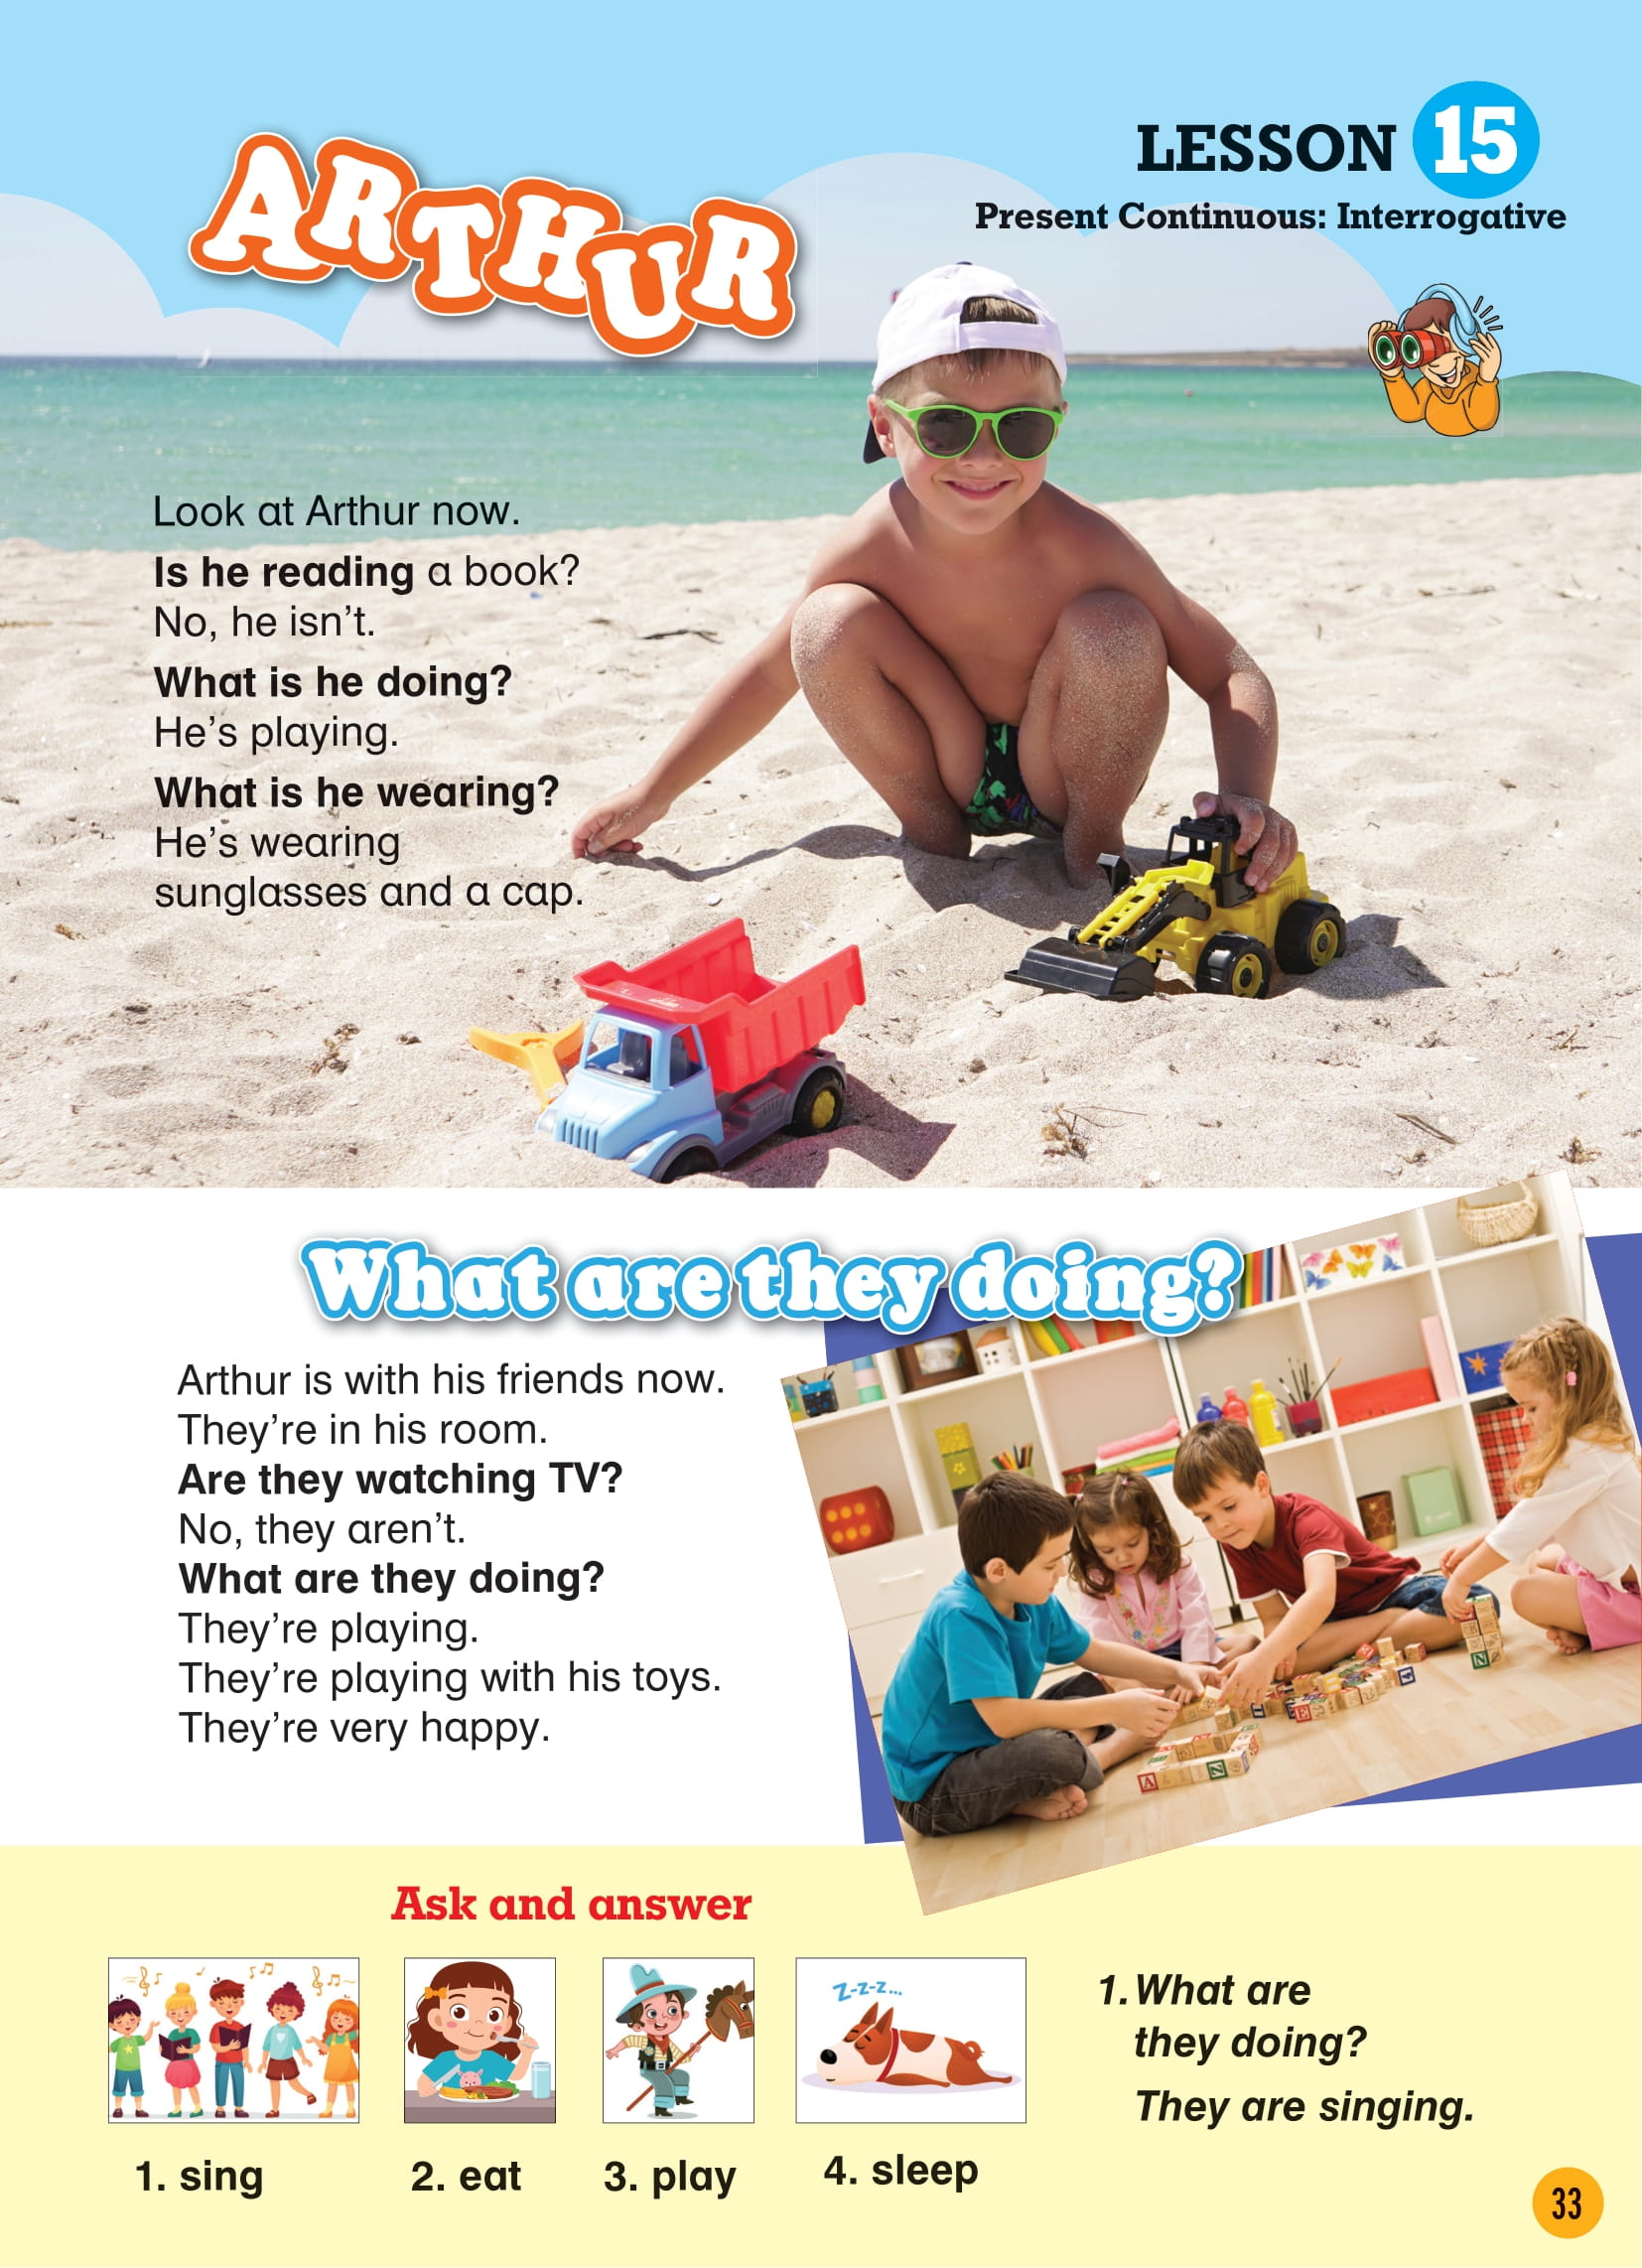 LESSON 15
Present Continuous: Interrogative
ARTHUR
Look at Arthur now.
Is he reading a book?
No, he isn't.
What is he doing?
He's playing.
What is he wearing?
He's wearing
sunglasses and a cap.
What are they doing?
Arthur is with his friends now.
They're in his room.
Are they watching TV?
No, they aren't.
What are they doing?
They're playing.
They're playing with his toys.
They're very happy.
Ask and answer
Z-z-z...
1. sing
2. eat
3. play
4. sleep
1. What are
they doing?
They are singing.
33